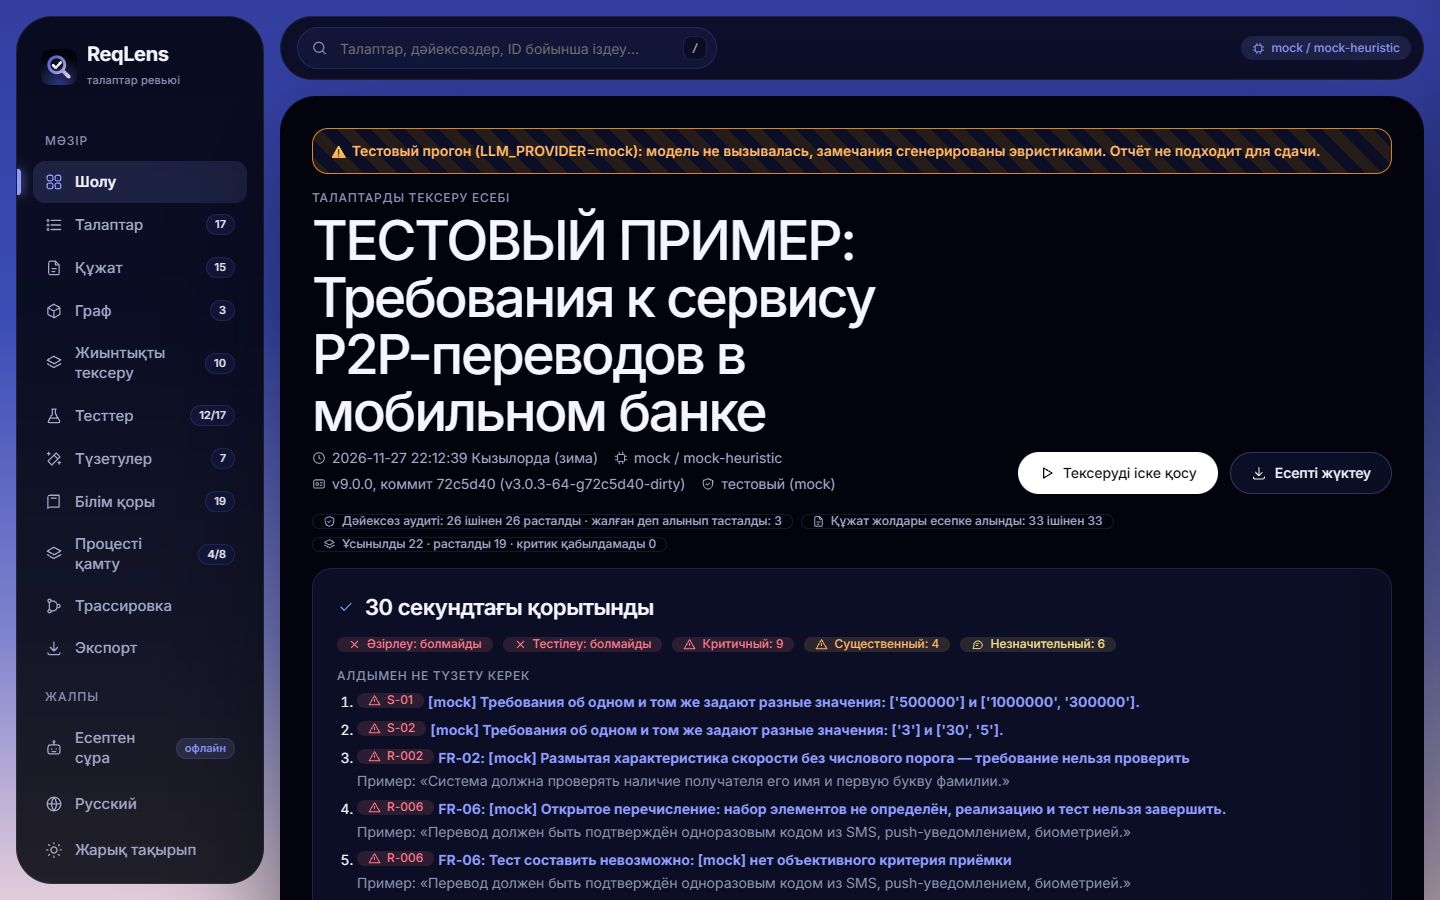 ReqLens
талаптар ревьюі
МӘЗІР
Шолу
Талаптар 17
Құжат 15
Граф 3
Жиынтықты
тексеру 10
Тесттер 12/17
Түзетулер 7
Білім қоры 19
Процесті
қамту 4/8
Трассировка
Экспорт
ЖАЛПЫ
Есептен
сұра офлайн
Русский
Жарық тақырып
Талаптар, дәйексөздер, ID бойынша іздеу... /
mock / mock-heuristic
Тестовый прогон (LLM_PROVIDER=mock): модель не вызывалась, замечания сгенерированы эвристиками. Отчёт не подходит для сдачи.
ТАЛАПТАРДЫ ТЕКСЕРУ ЕСЕБІ
ТЕСТОВЫЙ ПРИМЕР:
Требования к сервису
P2P-переводов в
мобильном банке
2026-11-27 22:12:39 Кызылорда (зима) mock / mock-heuristic
v9.0.0, коммит 72c5d40 (v3.0.3-64-g72c5d40-dirty) тестовый (mock)
Тексеруді іске қосу
Есепті жүктеу
Дәйексөз аудиті: 26 ішінен 26 расталды · жалған деп алынып тасталды: 3
Құжат жолдары есепке алынды: 33 ішінен 33
Ұсынылды 22 · расталды 19 · критик қабылдамады 0
30 секундтағы қорытынды
Әзірлеу: болмайды
Тестілеу: болмайды
Критичный: 9
Существенный: 4
Незначительный: 6
АЛДЫМЕН НЕ ТҮЗЕТУ КЕРЕК
1. S-01 [mock] Требования об одном и том же задают разные значения: ['500000'] и ['1000000', '300000'].
2. S-02 [mock] Требования об одном и том же задают разные значения: ['3'] и ['30', '5'].
3. R-002 FR-02: [mock] Размытая характеристика скорости без числового порога — требование нельзя проверить
Пример: «Система должна проверять наличие получателя его имя и первую букву фамилии.»
4. R-006 FR-06: [mock] Открытое перечисление: набор элементов не определён, реализацию и тест нельзя завершить.
Пример: «Перевод должен быть подтверждён одноразовым кодом из SMS, push-уведомлением, биометрией.»
5. R-006 FR-06: Тест составить невозможно: [mock] нет объективного критерия приёмки
Пример: «Перевод должен быть подтверждён одноразовым кодом из SMS, push-уведомлением, биометрией.»